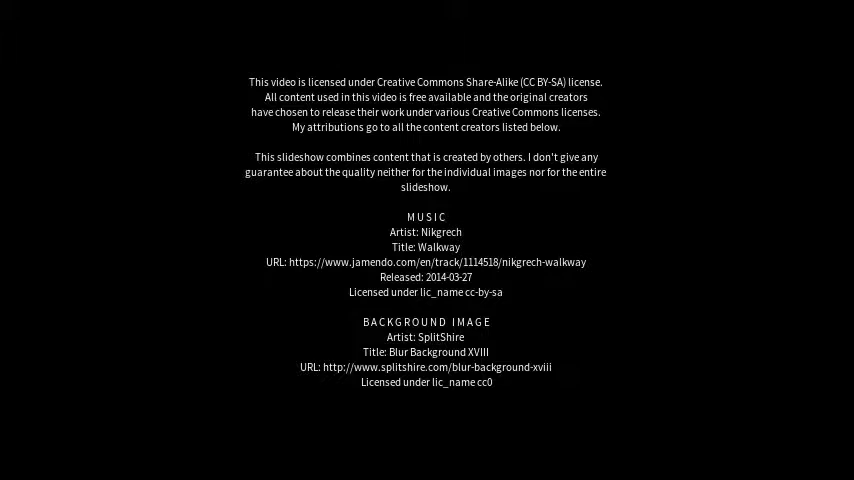 This video is licensed under Creative Commons Share-Alike (CC BY-SA) license.
All content used in this video is free available and the original creators
have chosen to release their work under various Creative Commons licenses.
My attributions go to all the content creators listed below.
This slideshow combines content that is created by others. I don't give any
guarantee about the quality neither for the individual images nor for the entire
slideshow.
M U S I C
Artist: Nikgrech
Title: Walkway
URL: https://www.jamendo.com/en/track/1114518/nikgrech-walkway
Released: 2014-03-27
Licensed under lic_name cc-by-sa
B A C K G R O U N D  I M A G E
Artist: SplitShire
Title: Blur Background XVIII
URL: http://www.splitshire.com/blur-background-xviii
Licensed under lic_name cc0